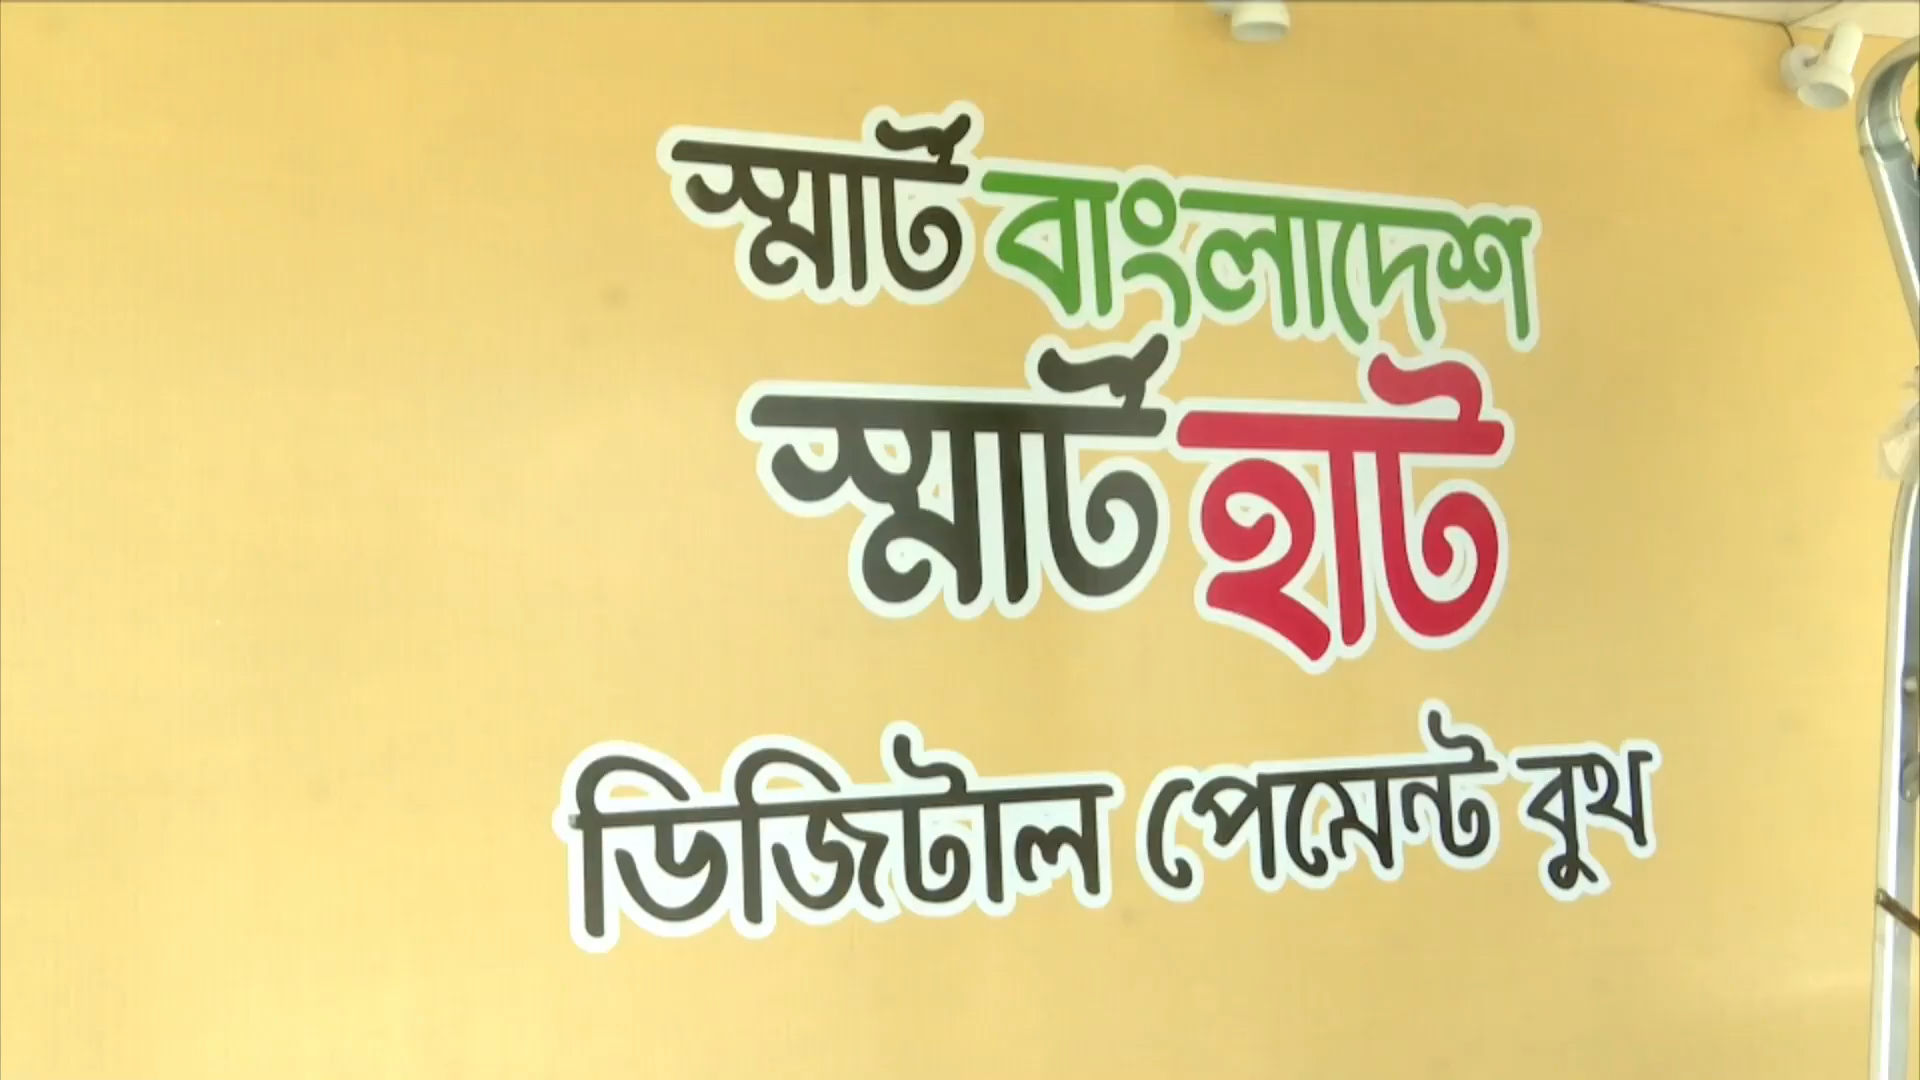 স্মার্ট বাংলাদেশ
স্মার্ট হাট
ডিজিটাল পেমেন্ট বুথ